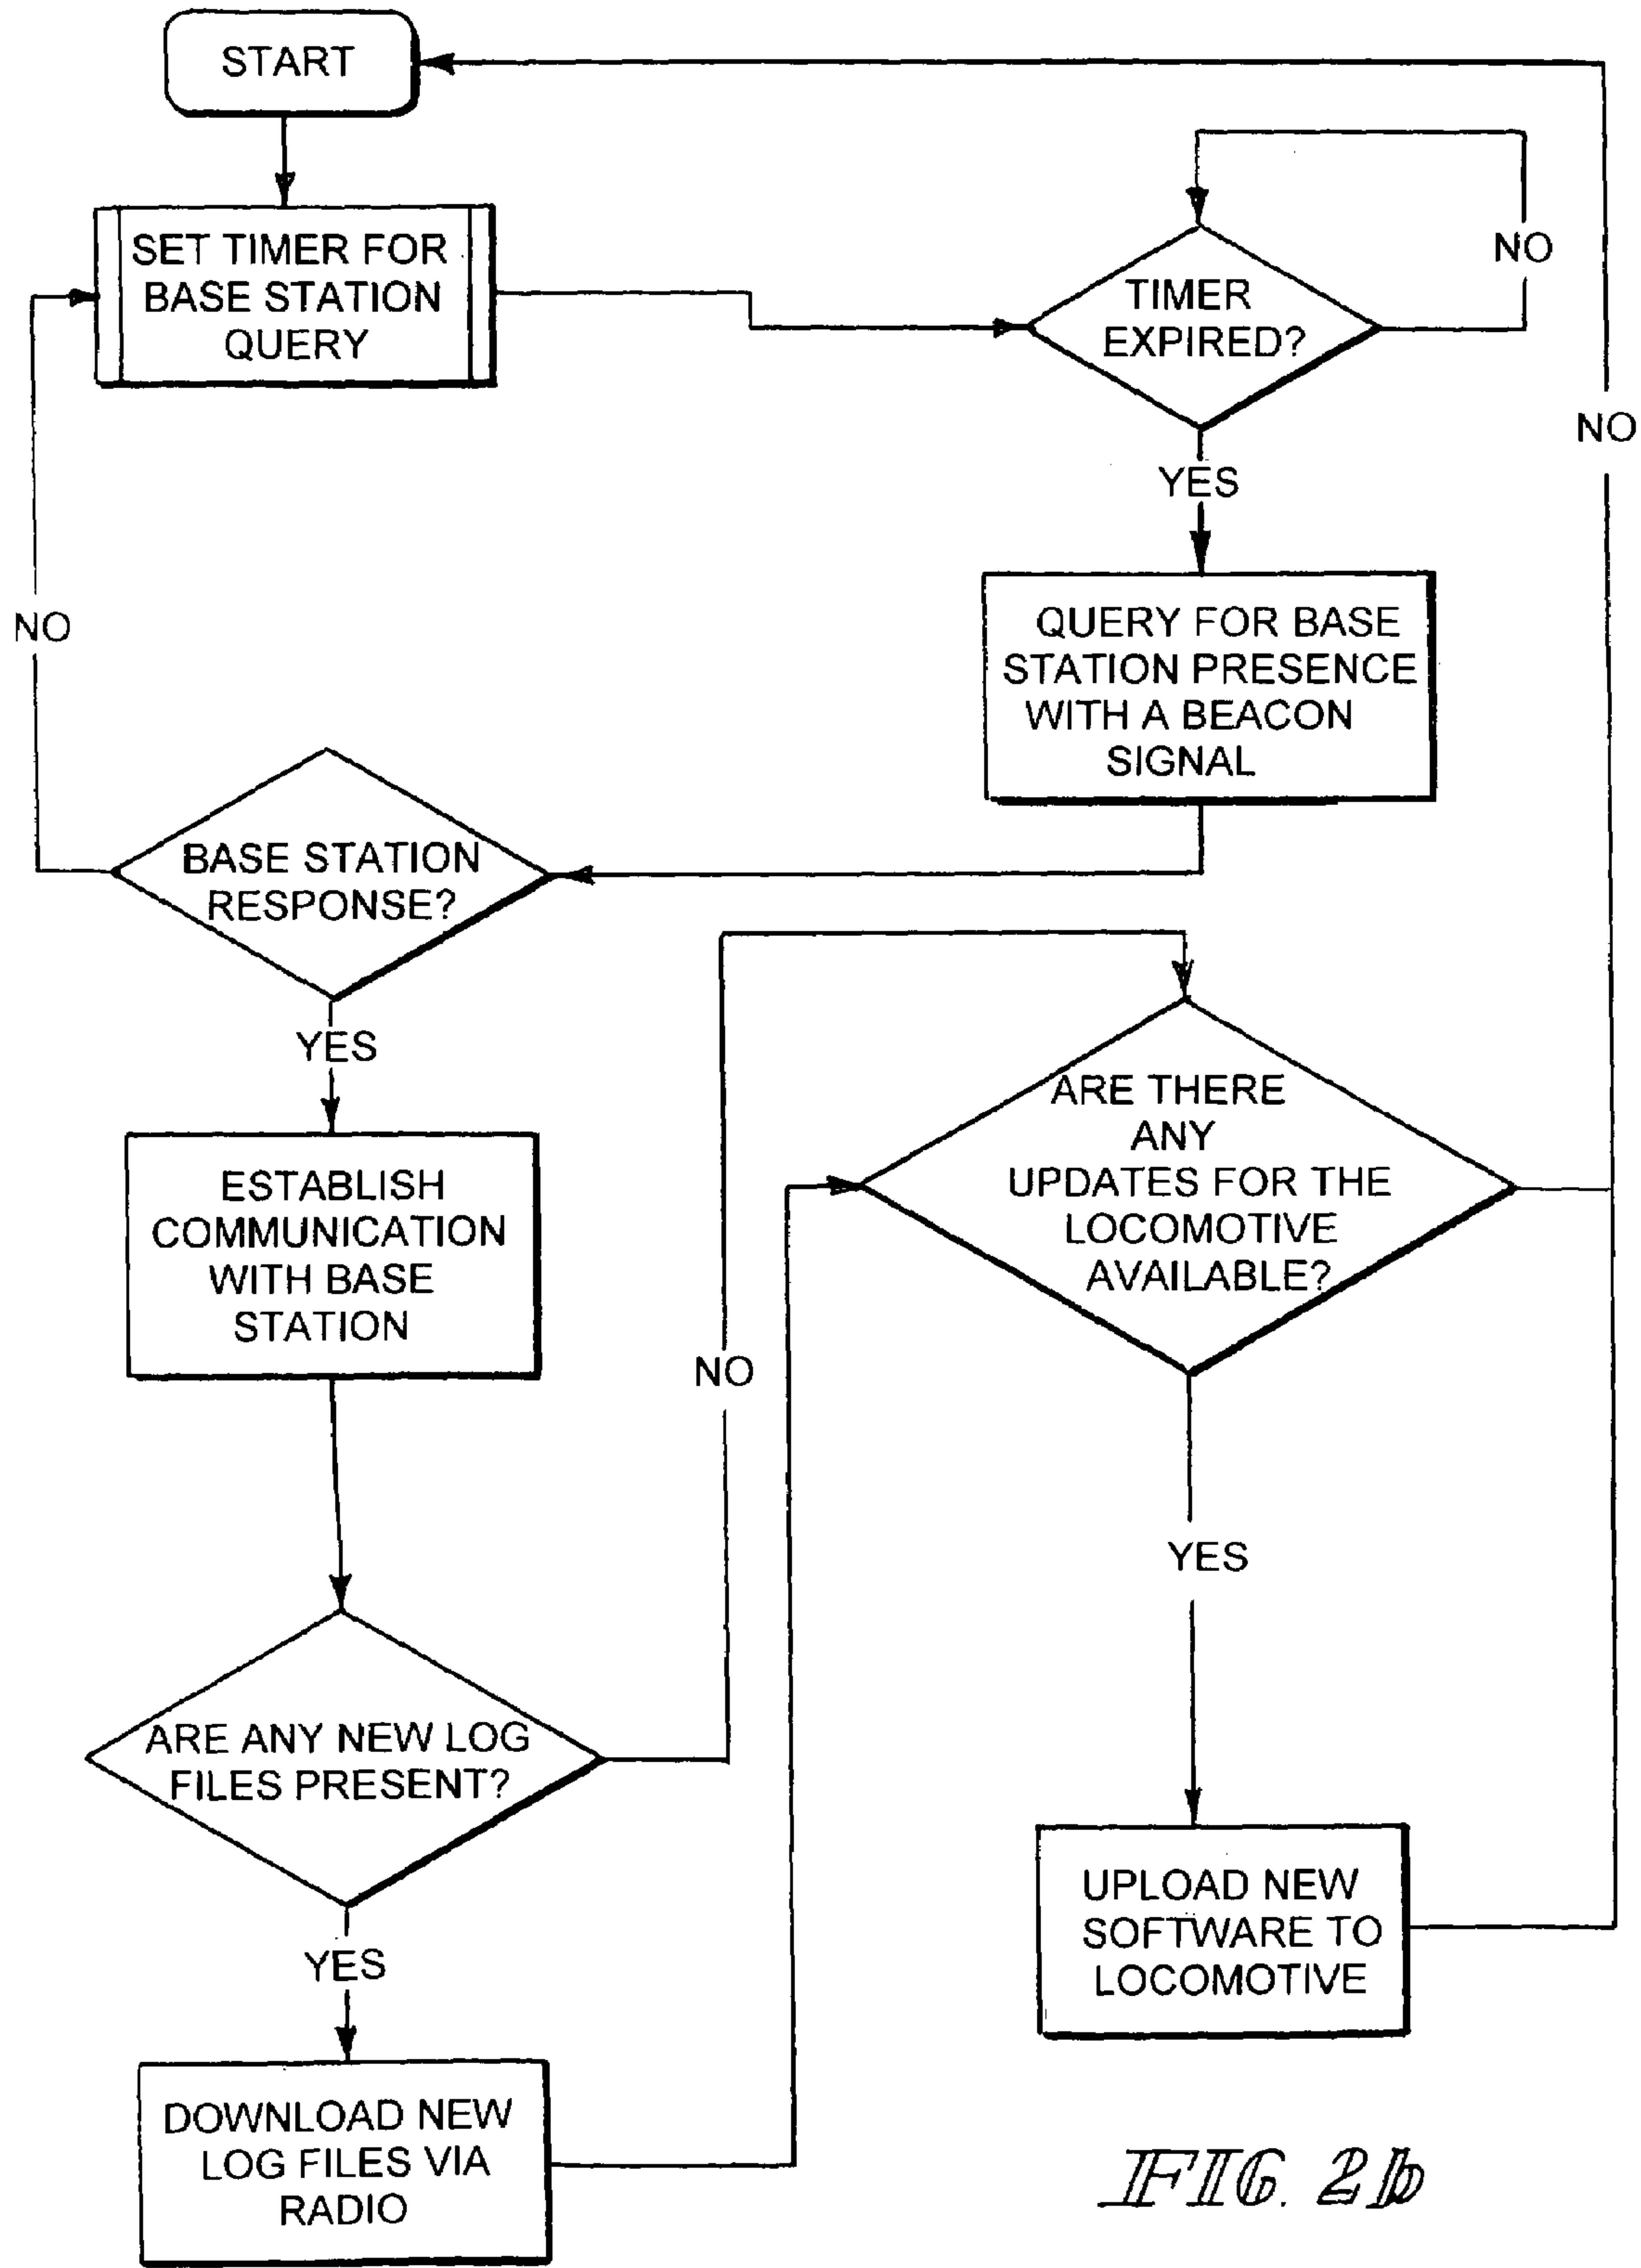 START
SET TIMER FOR
BASE STATION
QUERY
TIMER
EXPIRED?
NO
NO
YES
QUERY FOR BASE
STATION PRESENCE
WITH A BEACON
SIGNAL
NO
BASE STATION
RESPONSE?
YES
ESTABLISH
COMMUNICATION
WITH BASE
STATION
NO
ARE THERE
ANY
UPDATES FOR THE
LOCOMOTIVE
AVAILABLE?
YES
ARE ANY NEW LOG
FILES PRESENT?
YES
DOWNLOAD NEW
LOG FILES VIA
RADIO
UPLOAD NEW
SOFTWARE TO
LOCOMOTIVE
FIG. 2b